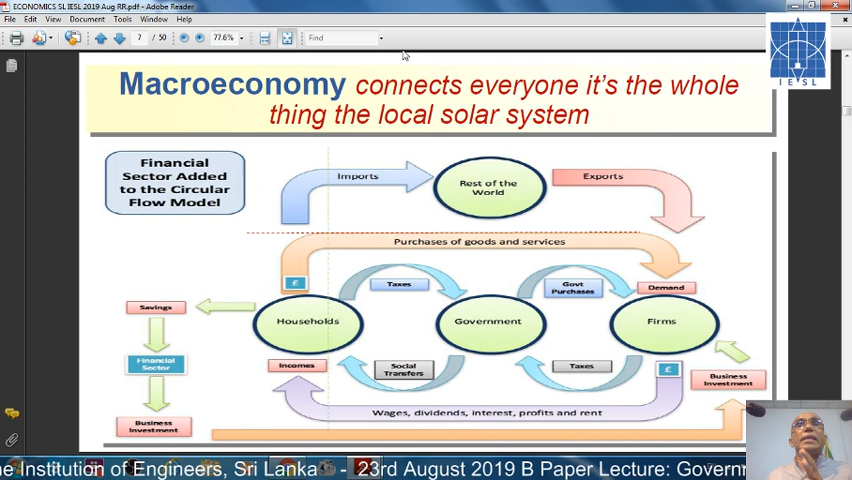 ECONOMICS SL IESL 2019 Aug RR.pdf - Adobe Reader
File Edit View Document Tools Window Help
7 / 50 77.6% Find
IESL
Macroeconomy connects everyone it's the whole
thing the local solar system
Financial
Sector Added
to the Circular
Flow Model
Imports
Rest of the
World
Exports
Purchases of goods and services
£
Taxes
Govt
Purchases
Demand
Savings
Households
Government
Firms
Financial
Sector
Incomes
Social
Transfers
Taxes
£
Business
Investment
Wages, dividends, interest, profits and rent
Business
Investment
he Institution of Engineers, Sri Lanka - 23rd August 2019 B Paper Lecture: Governm